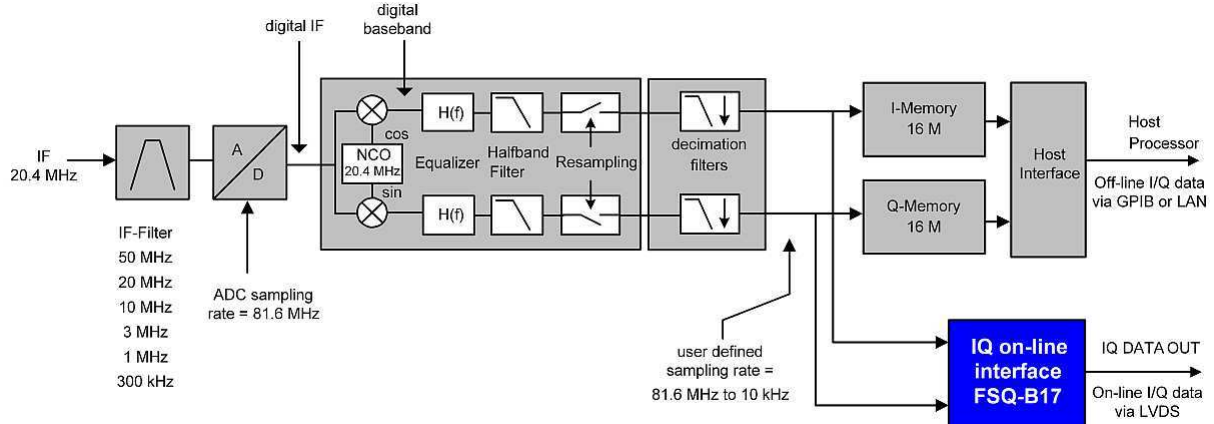 digital IF
digital
baseband
IF
20.4 MHz
A
D
cos
NCO
20.4 MHz
sin
H(f)
H(f)
Equalizer
Halfband
Filter
Resampling
decimation
filters
I-Memory
16 M
Q-Memory
16 M
Host
Interface
Host
Processor
Off-line I/Q data
via GPIB or LAN
IF-Filter
50 MHz
20 MHz
10 MHz
3 MHz
1 MHz
300 kHz
ADC sampling
rate = 81.6 MHz
user defined
sampling rate =
81.6 MHz to 10 kHz
IQ on-line
interface
FSQ-B17
IQ DATA OUT
On-line I/Q data
via LVDS